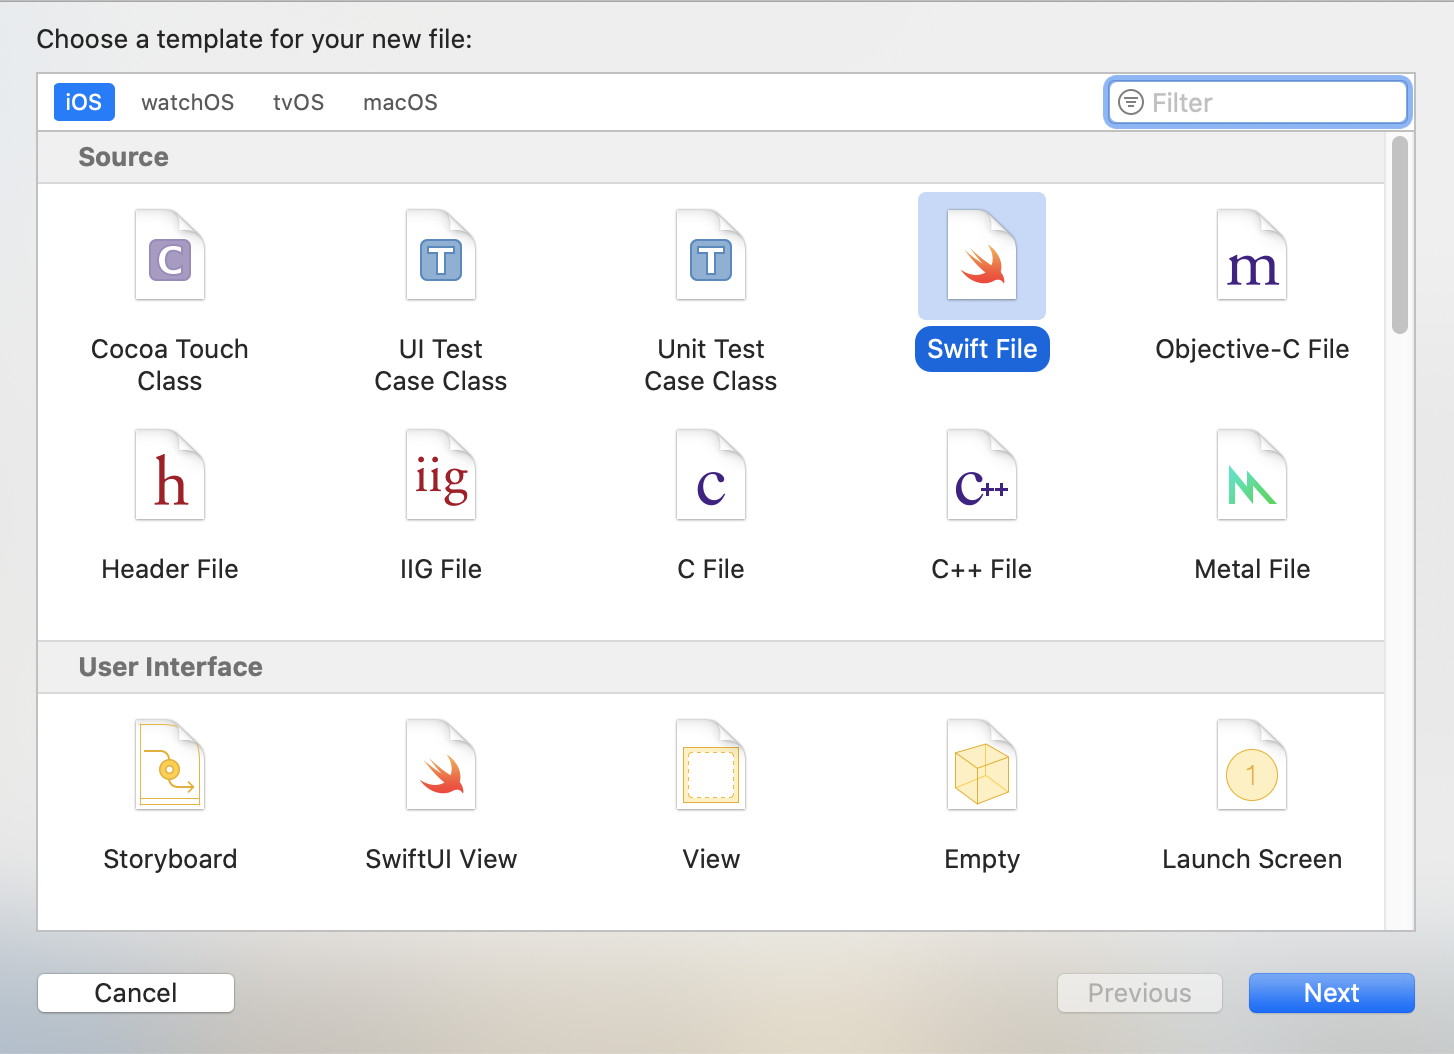 Choose a template for your new file:
iOS watchOS tvOS macOS Filter
Source
C T T m
Cocoa Touch Class
UI Test Case Class
Unit Test Case Class
Swift File
Objective-C File
h iig c c++
Header File
IIG File
C File
C++ File
Metal File
User Interface
1
Storyboard
SwiftUI View
View
Empty
Launch Screen
Cancel Previous Next